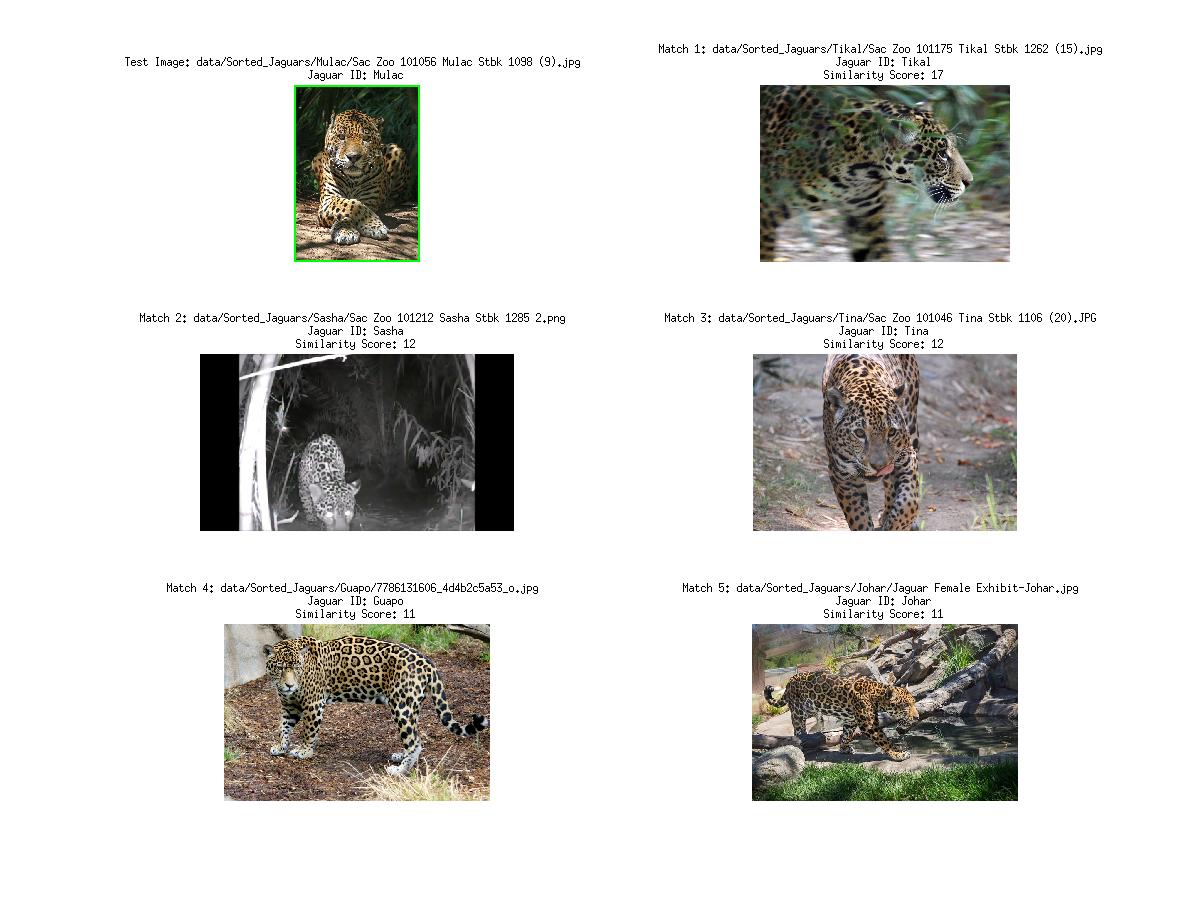 Test Image: data/Sorted_Jaguars/Mulac/Sac Zoo 101056 Mulac Stbk 1098 (9).jpg
Jaguar ID: Mulac
Match 1: data/Sorted_Jaguars/Tikal/Sac Zoo 101175 Tikal Stbk 1262 (15).jpg
Jaguar ID: Tikal
Similarity Score: 17
Match 2: data/Sorted_Jaguars/Sasha/Sac Zoo 101212 Sasha Stbk 1285 2.png
Jaguar ID: Sasha
Similarity Score: 12
Match 3: data/Sorted_Jaguars/Tina/Sac Zoo 101046 Tina Stbk 1106 (20).JPG
Jaguar ID: Tina
Similarity Score: 12
Match 4: data/Sorted_Jaguars/Guapo/7786131606_4d4b2c5a53_o.jpg
Jaguar ID: Guapo
Similarity Score: 11
Match 5: data/Sorted_Jaguars/Johar/Jaguar Female Exhibit-Johar.jpg
Jaguar ID: Johar
Similarity Score: 11